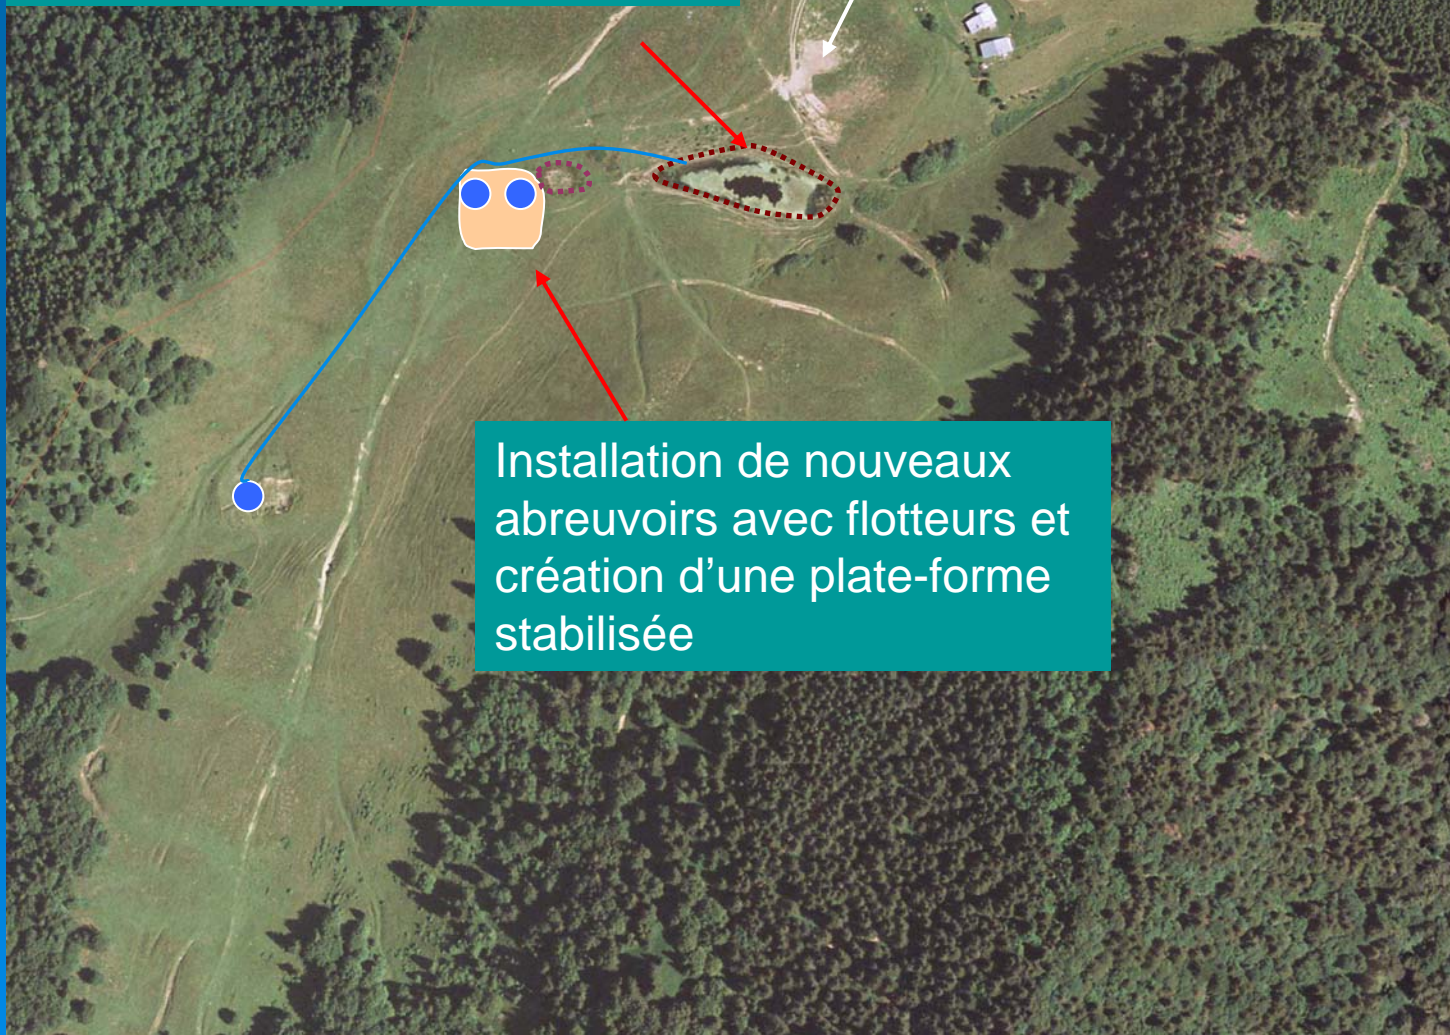 Installation de nouveaux
abreuvoirs avec flotteurs et
création d’une plate-forme
stabilisée